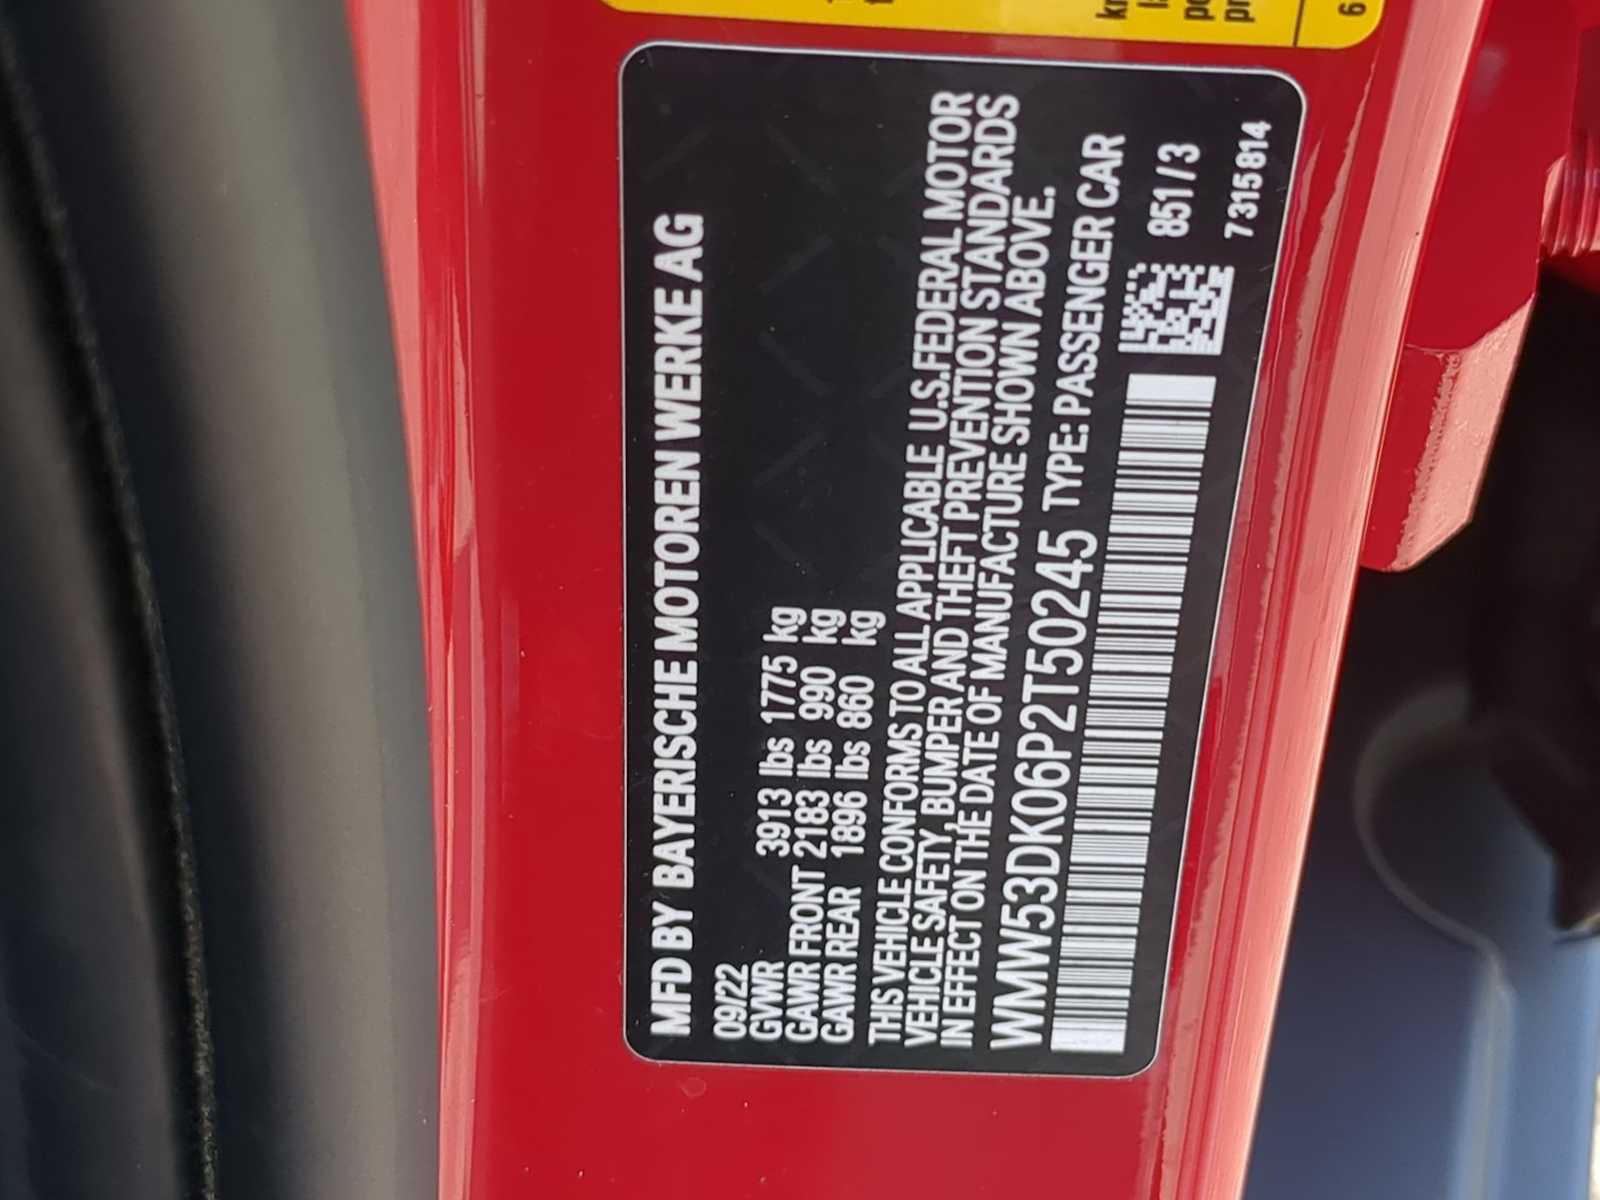 MFD BY BAYERISCHE MOTOREN WERKE AG
09/22
GVWR 3913 lbs 1775 kg
GAWR FRONT 2183 lbs 990 kg
GAWR REAR 1896 lbs 860 kg
THIS VEHICLE CONFORMS TO ALL APPLICABLE U.S.FEDERAL MOTOR
VEHICLE SAFETY, BUMPER AND THEFT PREVENTION STANDARDS
IN EFFECT ON THE DATE OF MANUFACTURE SHOWN ABOVE.
WMW53DK06P2T50245 TYPE: PASSENGER CAR
851 / 3
7 315 814
6